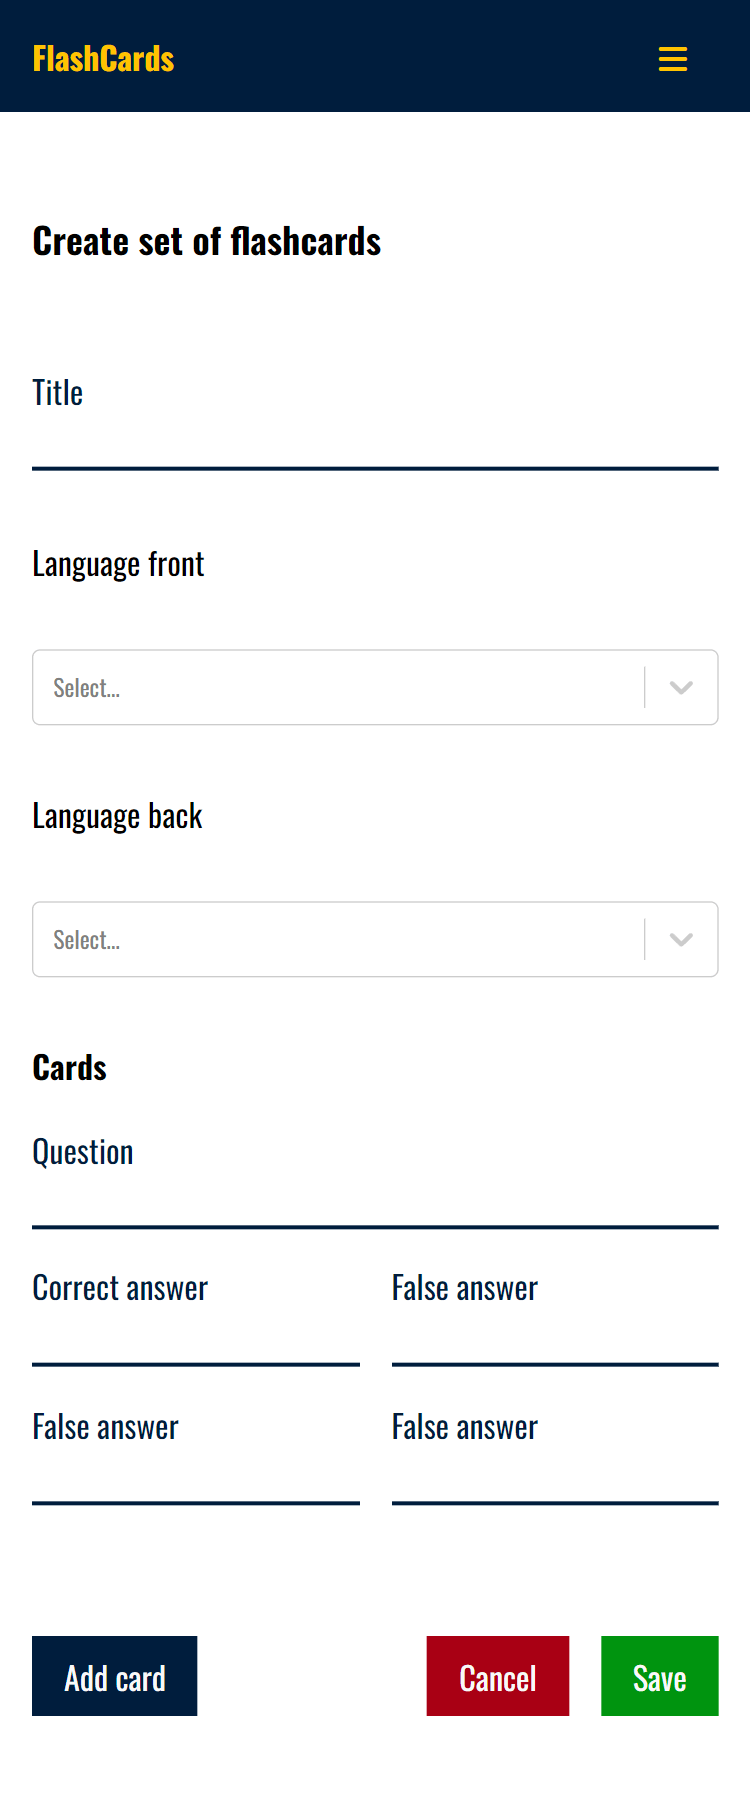 FlashCards
Create set of flashcards
Title
Language front
Select...
Language back
Select...
Cards
Question
Correct answer False answer
False answer False answer
Add card Cancel Save